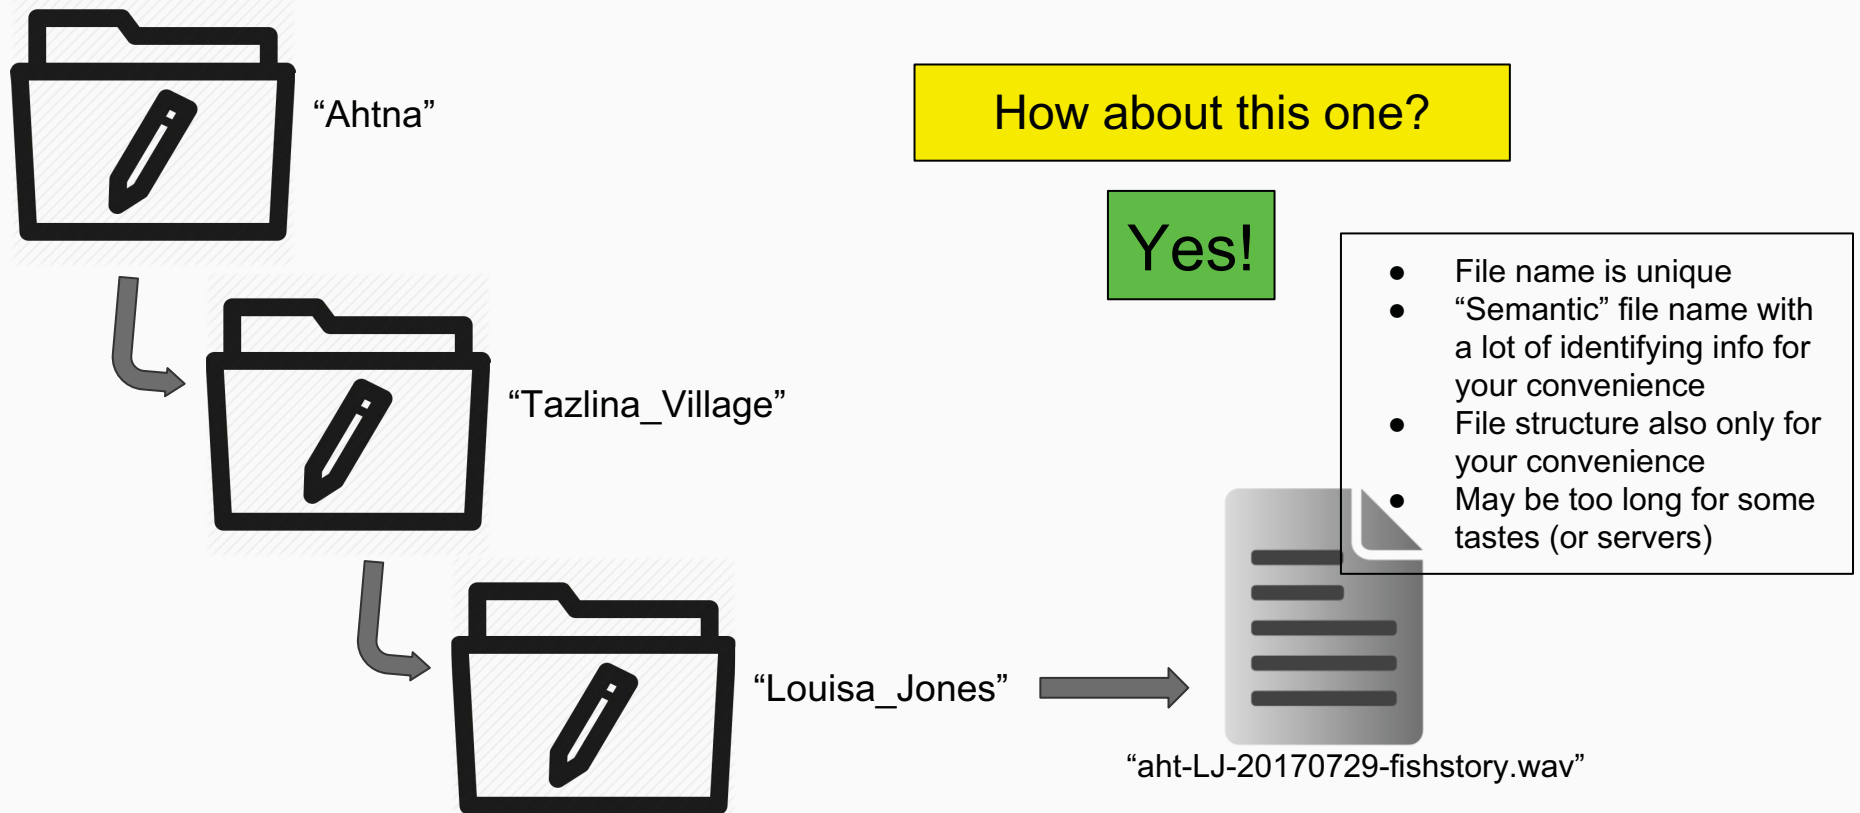 “Ahtna”
How about this one?
Yes!
● File name is unique
● “Semantic” file name with
a lot of identifying info for
your convenience
● File structure also only for
your convenience
● May be too long for some
tastes (or servers)
“Tazlina_Village”
“Louisa_Jones”
“aht-LJ-20170729-fishstory.wav”